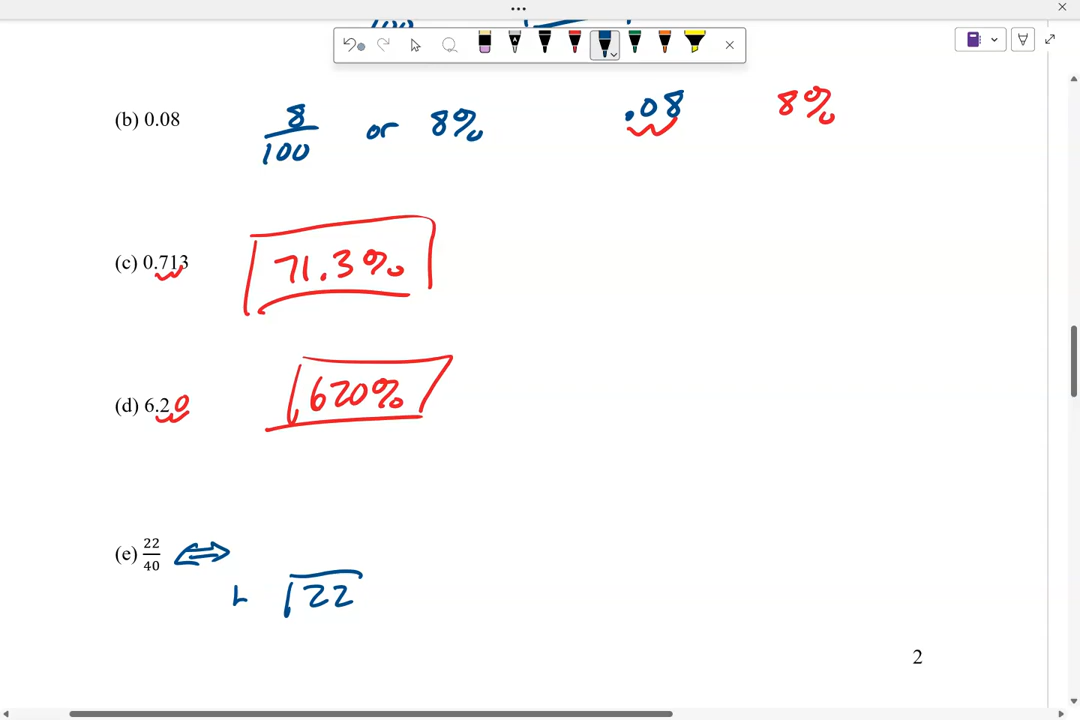 100
(b) 0.08 8/100 or 8% .08 8%
(c) 0.713 71.3%
(d) 6.20 620%
(e) 22/40 22
2